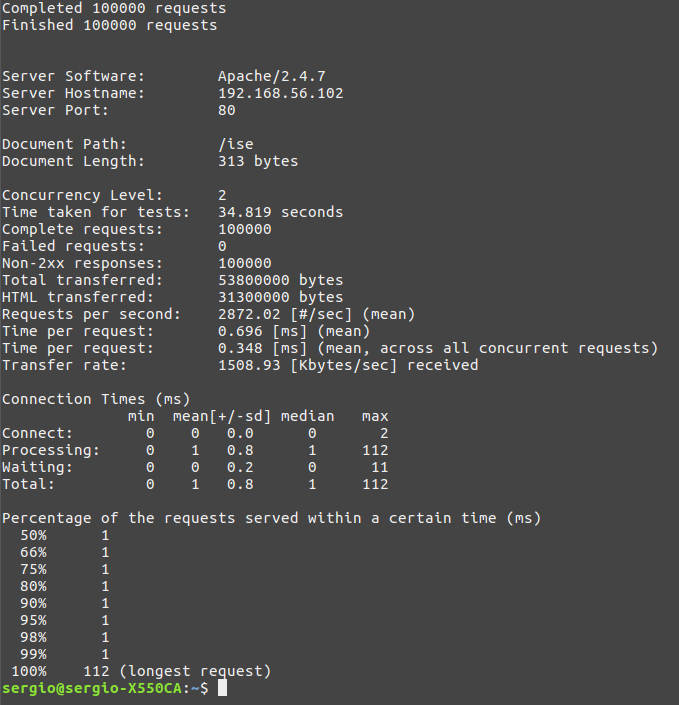 Completed 100000 requests
Finished 100000 requests
Server Software:        Apache/2.4.7
Server Hostname:        192.168.56.102
Server Port:            80
Document Path:          /ise
Document Length:        313 bytes
Concurrency Level:      2
Time taken for tests:   34.819 seconds
Complete requests:      100000
Failed requests:        0
Non-2xx responses:      100000
Total transferred:      53800000 bytes
HTML transferred:       31300000 bytes
Requests per second:    2872.02 [#/sec] (mean)
Time per request:       0.696 [ms] (mean)
Time per request:       0.348 [ms] (mean, across all concurrent requests)
Transfer rate:          1508.93 [Kbytes/sec] received
Connection Times (ms)
              min  mean[+/-sd] median   max
Connect:        0    0   0.0      0       2
Processing:     0    1   0.8      1     112
Waiting:        0    0   0.2      0      11
Total:          0    1   0.8      1     112
Percentage of the requests served within a certain time (ms)
  50%      1
  66%      1
  75%      1
  80%      1
  90%      1
  95%      1
  98%      1
  99%      1
 100%    112 (longest request)
sergio@sergio-X550CA:~$